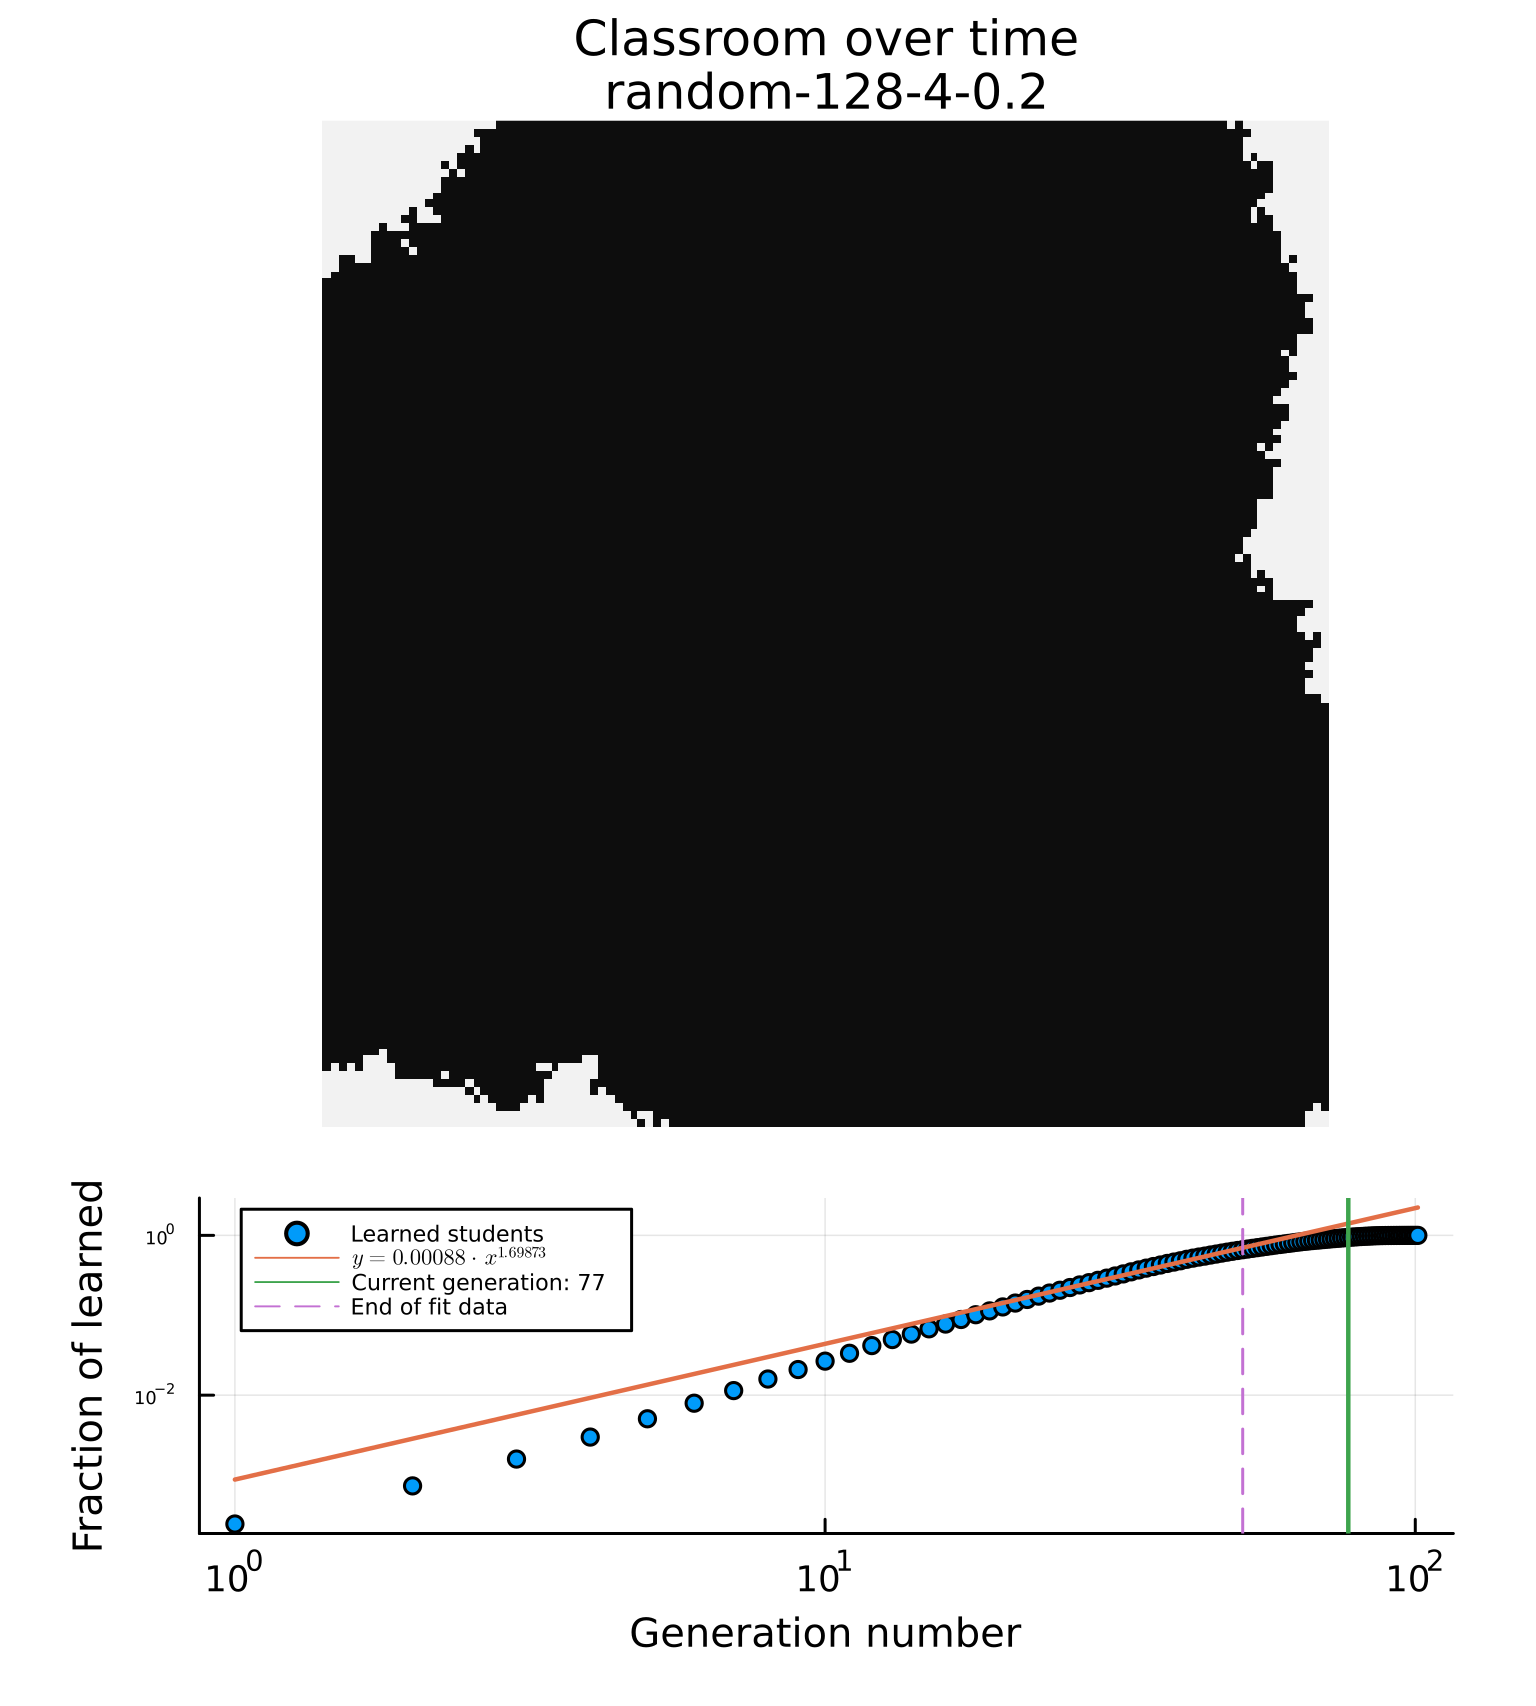 Classroom over time
random-128-4-0.2
Fraction of learned
10^0
10^−2
Learned students
y = 0.00088 · x^1.69873
Current generation: 77
End of fit data
10^0 10^1 10^2
Generation number